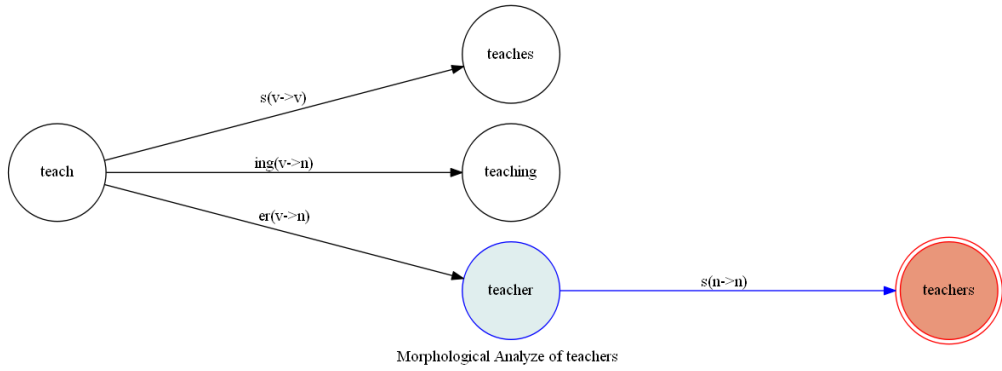 teaches
s(v->v)
teach
ing(v->n)
teaching
er(v->n)
teacher
s(n->n)
teachers
Morphological Analyze of teachers